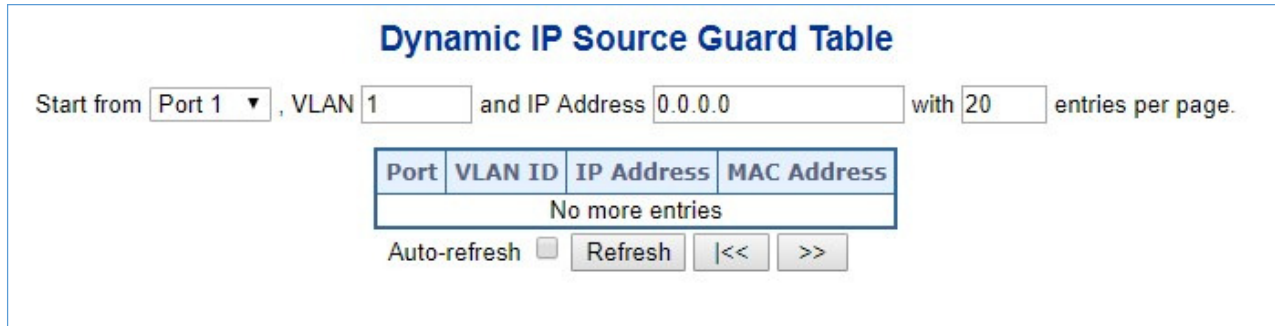 Dynamic IP Source Guard Table
Start from Port 1 , VLAN 1 and IP Address 0.0.0.0 with 20 entries per page.
Port VLAN ID IP Address MAC Address
No more entries
Auto-refresh Refresh |<< >>